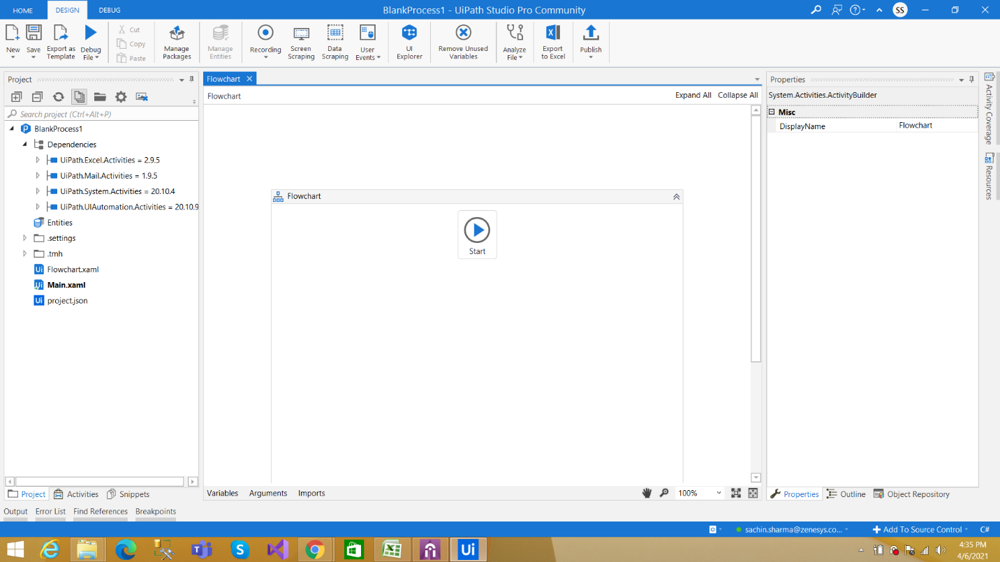 HOME DESIGN DEBUG BlankProcess1 - UiPath Studio Pro Community SS
New Save Export as Template Debug File Cut Copy Paste Manage Packages Manage Entities Recording Screen Scraping Data Scraping User Events UI Explorer Remove Unused Variables Analyze File Export to Excel Publish
Project
Search project (Ctrl+Alt+P)
BlankProcess1
Dependencies
UiPath.Excel.Activities = 2.9.5
UiPath.Mail.Activities = 1.9.5
UiPath.System.Activities = 20.10.4
UiPath.UIAutomation.Activities = 20.10.9
Entities
.settings
.tmh
Flowchart.xaml
Main.xaml
project.json
Project Activities Snippets
Flowchart
Flowchart Expand All Collapse All
Flowchart
Start
Variables Arguments Imports 100%
Properties
System.Activities.ActivityBuilder
Misc
DisplayName Flowchart
Properties Outline Object Repository
Activity Coverage
Resources
Output Error List Find References Breakpoints
sachin.sharma@zenesys.co... Add To Source Control C#
4:35 PM
4/6/2021